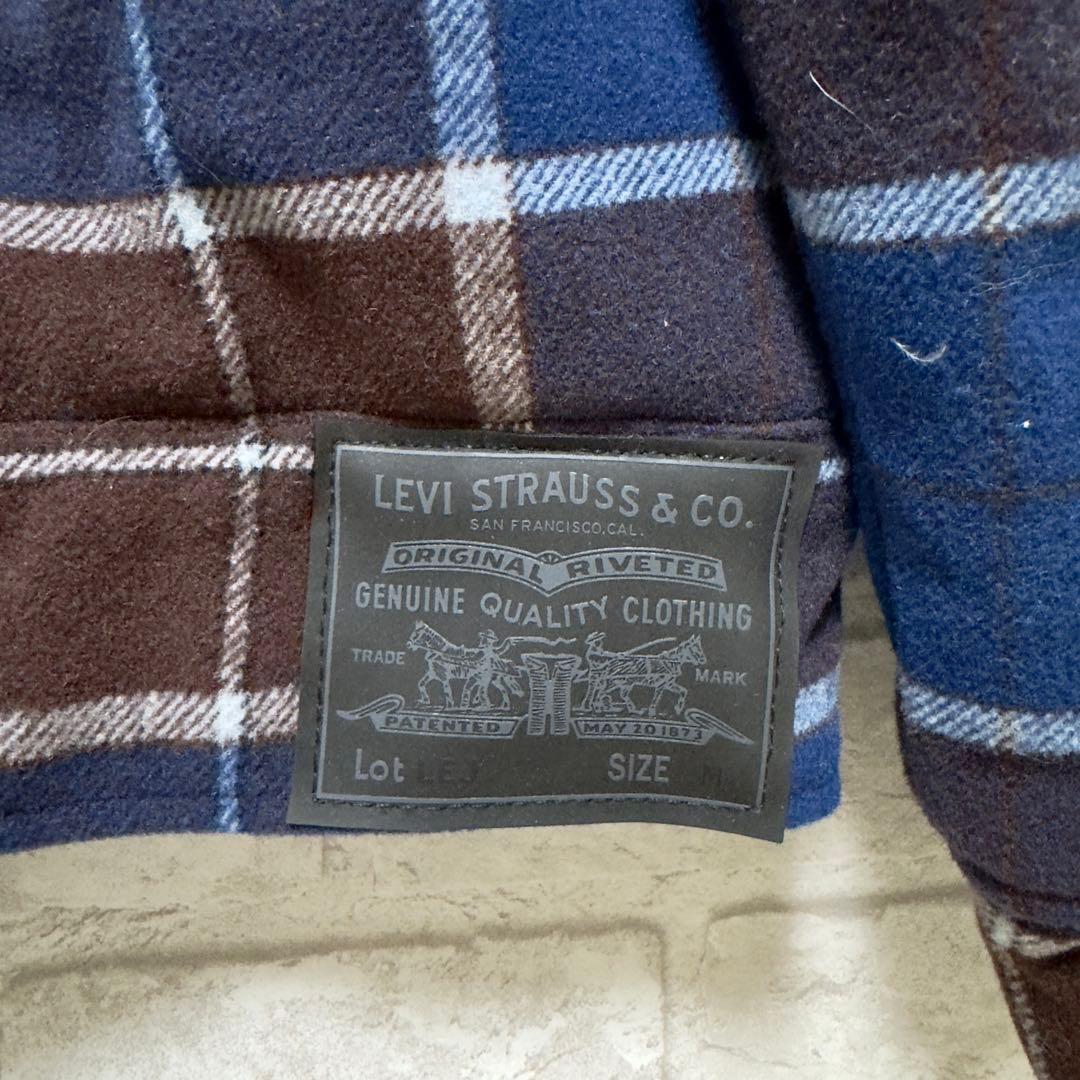 LEVI STRAUSS & CO.
SAN FRANCISCO, CAL.
ORIGINAL RIVETED
GENUINE QUALITY CLOTHING
TRADE MARK
PATENTED MAY 20 1873
Lot SIZE M